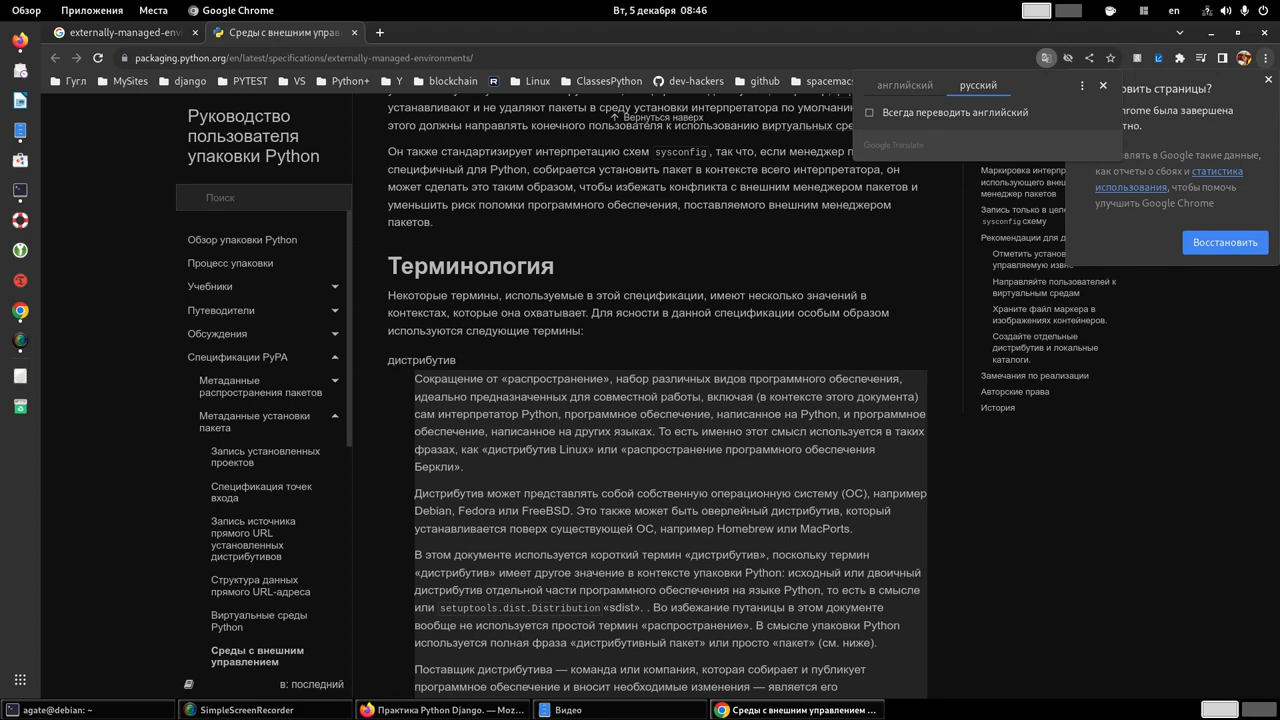 Обзор
Приложения
Места
Google Chrome
Вт, 5 декабря 08:46
en
externally-managed-envi
Среды с внешним управ
packaging.python.org/en/latest/specifications/externally-managed-environments/
Гугл
MySites
django
PYTEST
VS
Python+
Y
blockchain
R
Linux
ClassesPython
dev-hackers
github
spacemacs
английский
русский
Всегда переводить английский
Google Translate
овить страницы?
chrome была завершена
тно.
влять в Google такие данные,
как отчеты о сбоях и статистика
использования, чтобы помочь
улучшить Google Chrome
Восстановить
Руководство
пользователя
упаковки Python
Поиск
Обзор упаковки Python
Процесс упаковки
Учебники
Путеводители
Обсуждения
Спецификации PyPA
Метаданные
распространения пакетов
Метаданные установки
пакета
Запись установленных
проектов
Спецификация точек
входа
Запись источника
прямого URL
установленных
дистрибутивов
Структура данных
прямого URL-адреса
Виртуальные среды
Python
Среды с внешним
управлением
в: последний
устанавливают и не удаляют пакеты в среду установки интерпретатора по умолчанию
Вернуться наверх
этого должны направлять конечного пользователя к использованию виртуальных сре
Он также стандартизирует интерпретацию схем sysconfig, так что, если менеджер п
специфичный для Python, собирается установить пакет в контексте всего интерпретатора, он
может сделать это таким образом, чтобы избежать конфликта с внешним менеджером пакетов и
уменьшить риск поломки программного обеспечения, поставляемого внешним менеджером
пакетов.
Терминология
Некоторые термины, используемые в этой спецификации, имеют несколько значений в
контекстах, которые она охватывает. Для ясности в данной спецификации особым образом
используются следующие термины:
дистрибутив
Сокращение от «распространение», набор различных видов программного обеспечения,
идеально предназначенных для совместной работы, включая (в контексте этого документа)
сам интерпретатор Python, программное обеспечение, написанное на Python, и программное
обеспечение, написанное на других языках. То есть именно этот смысл используется в таких
фразах, как «дистрибутив Linux» или «распространение программного обеспечения
Беркли».
Дистрибутив может представлять собой собственную операционную систему (ОС), например
Debian, Fedora или FreeBSD. Это также может быть оверлейный дистрибутив, который
устанавливается поверх существующей ОС, например Homebrew или MacPorts.
В этом документе используется короткий термин «дистрибутив», поскольку термин
«дистрибутив» имеет другое значение в контексте упаковки Python: исходный или двоичный
дистрибутив отдельной части программного обеспечения на языке Python, то есть в смысле
или setuptools.dist.Distribution «sdist». . Во избежание путаницы в этом документе
вообще не используется простой термин «распространение». В смысле упаковки Python
используется полная фраза «дистрибутивный пакет» или просто «пакет» (см. ниже).
Поставщик дистрибутива — команда или компания, которая собирает и публикует
программное обеспечение и вносит необходимые изменения — является его
Маркировка интерпр
использующего внеш
менеджер пакетов
Запись только в целе
sysconfig схему
Рекомендации для д
Отметить установ
управляемую извне
Направляйте пользователей к
виртуальным средам
Храните файл маркера в
изображениях контейнеров.
Создайте отдельные
дистрибутив и локальные
каталоги.
Замечания по реализации
Авторские права
История
agate@debian: ~
SimpleScreenRecorder
Практика Python Django. — Moz...
Видео
Среды с внешним управлением ...